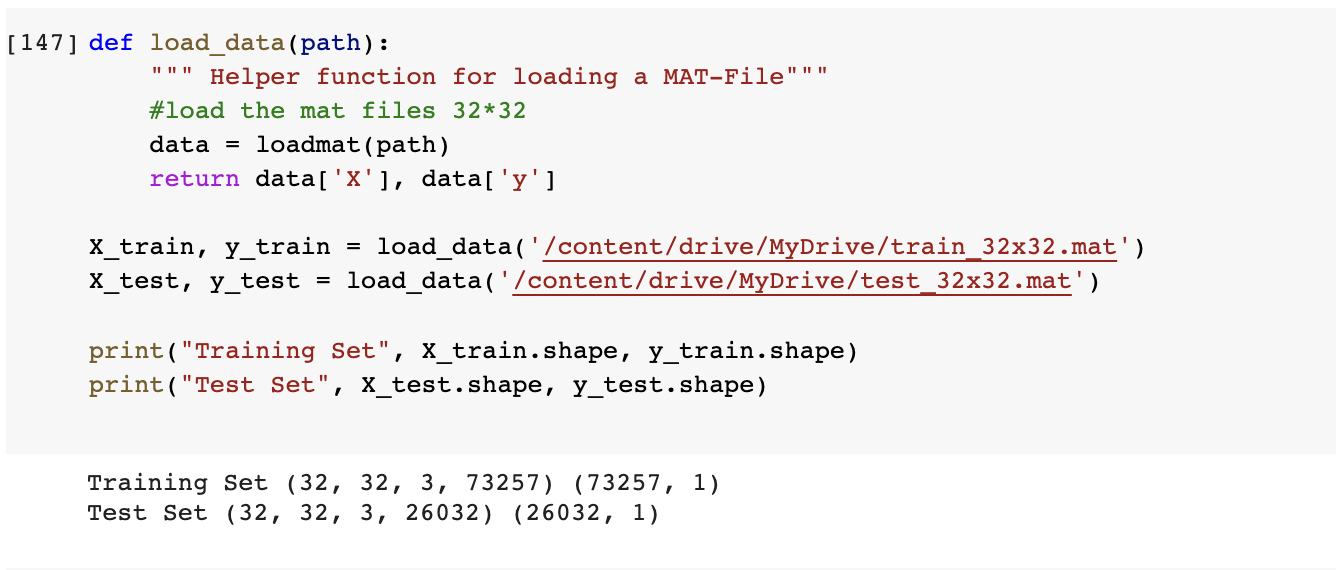 [147] def load_data(path):
""" Helper function for loading a MAT-File"""
#load the mat files 32*32
data = loadmat(path)
return data['X'], data['y']
X_train, y_train = load_data('/content/drive/MyDrive/train_32x32.mat')
X_test, y_test = load_data('/content/drive/MyDrive/test_32x32.mat')
print("Training Set", X_train.shape, y_train.shape)
print("Test Set", X_test.shape, y_test.shape)
Training Set (32, 32, 3, 73257) (73257, 1)
Test Set (32, 32, 3, 26032) (26032, 1)